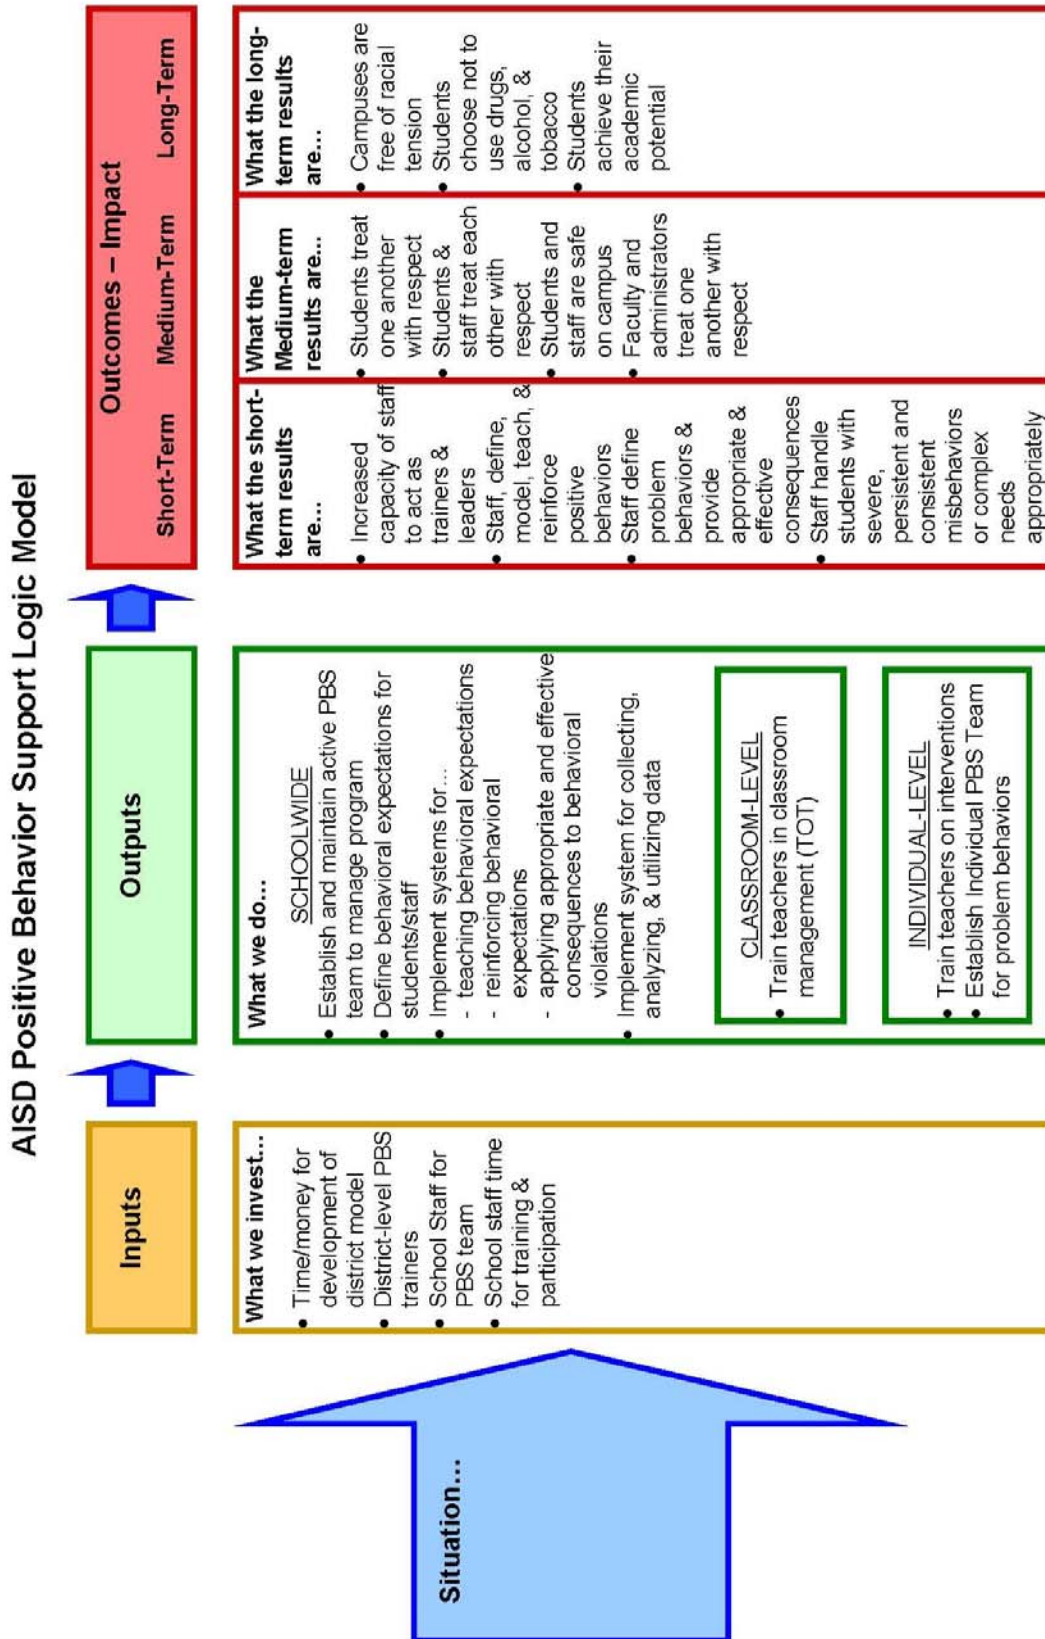 AISD Positive Behavior Support Logic Model
Situation...
Inputs
What we invest...
• Time/money for
development of
district model
• District-level PBS
trainers
• School Staff for
PBS team
• School staff time
for training &
participation
Outputs
What we do...
SCHOOLWIDE
• Establish and maintain active PBS
team to manage program
• Define behavioral expectations for
students/staff
• Implement systems for...
- teaching behavioral expectations
- reinforcing behavioral
expectations
- applying appropriate and effective
consequences to behavioral
violations
• Implement system for collecting,
analyzing, & utilizing data
CLASSROOM-LEVEL
• Train teachers in classroom
management (TOT)
INDIVIDUAL-LEVEL
• Train teachers on interventions
• Establish Individual PBS Team
for problem behaviors
Outcomes – Impact
Short-Term Medium-Term Long-Term
What the short-
term results
are...
• Increased
capacity of staff
to act as
trainers &
leaders
• Staff, define,
model, teach, &
reinforce
positive
behaviors
• Staff define
problem
behaviors &
provide
appropriate &
effective
consequences
• Staff handle
students with
severe,
persistent and
consistent
misbehaviors
or complex
needs
appropriately
What the
Medium-term
results are...
• Students treat
one another
with respect
• Students &
staff treat each
other with
respect
• Students and
staff are safe
on campus
• Faculty and
administrators
treat one
another with
respect
What the long-
term results
are...
• Campuses are
free of racial
tension
• Students
choose not to
use drugs,
alcohol, &
tobacco
• Students
achieve their
academic
potential